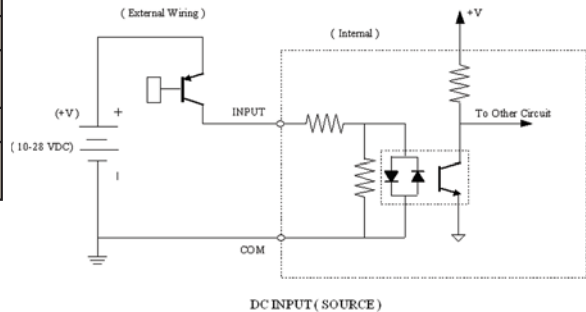 ( External Wiring )
+V
( Internal )
(+V)
+
INPUT
To Other Circuit
( 10-28 VDC)
COM
DC INPUT ( SOURCE )